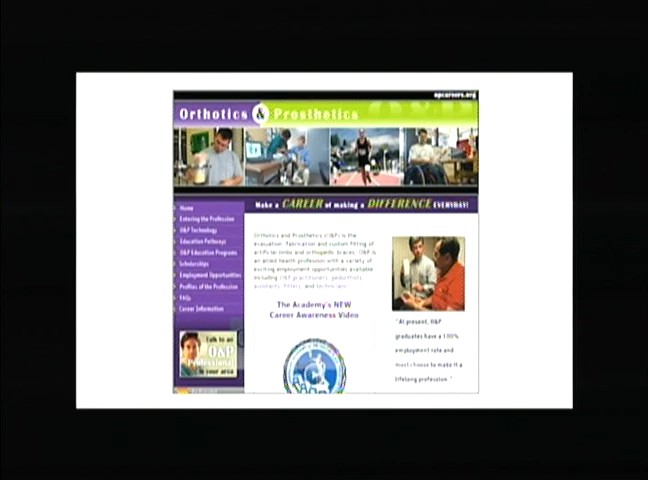 opcareers.org
Orthotics & Prosthetics
Make a CAREER of making a DIFFERENCE EVERYDAY!
Home
Entering the Profession
O&P Technology
Education Pathways
O&P Education Programs
Scholarships
Employment Opportunities
Profiles of the Profession
FAQs
Career Information
Talk to an
O&P
Professional
in your area
Orthotics and Prosthetics (O&P) is the
evaluation, fabrication and custom fitting of
artificial limbs and orthopedic braces. O&P is
an allied health profession with a variety of
exciting employment opportunities available
including O&P practitioners, pedorthists,
assistants, fitters, and technicians.
The Academy's NEW
Career Awareness Video
"At present, O&P
graduates have a 100%
employment rate and
most choose to make it a
lifelong profession."